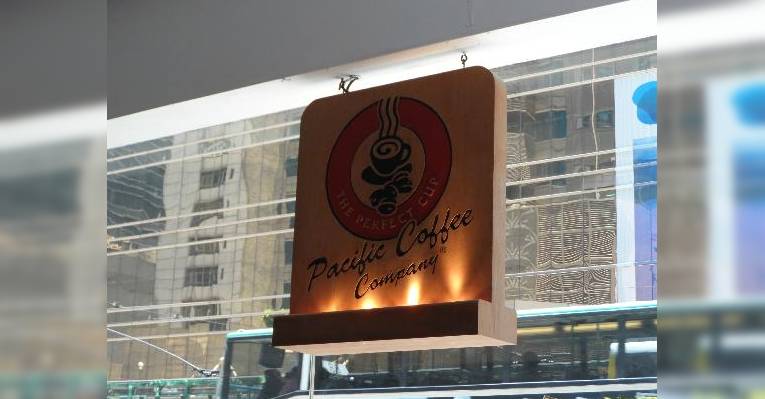 THE PERFECT CUP
Pacific Coffee
Company